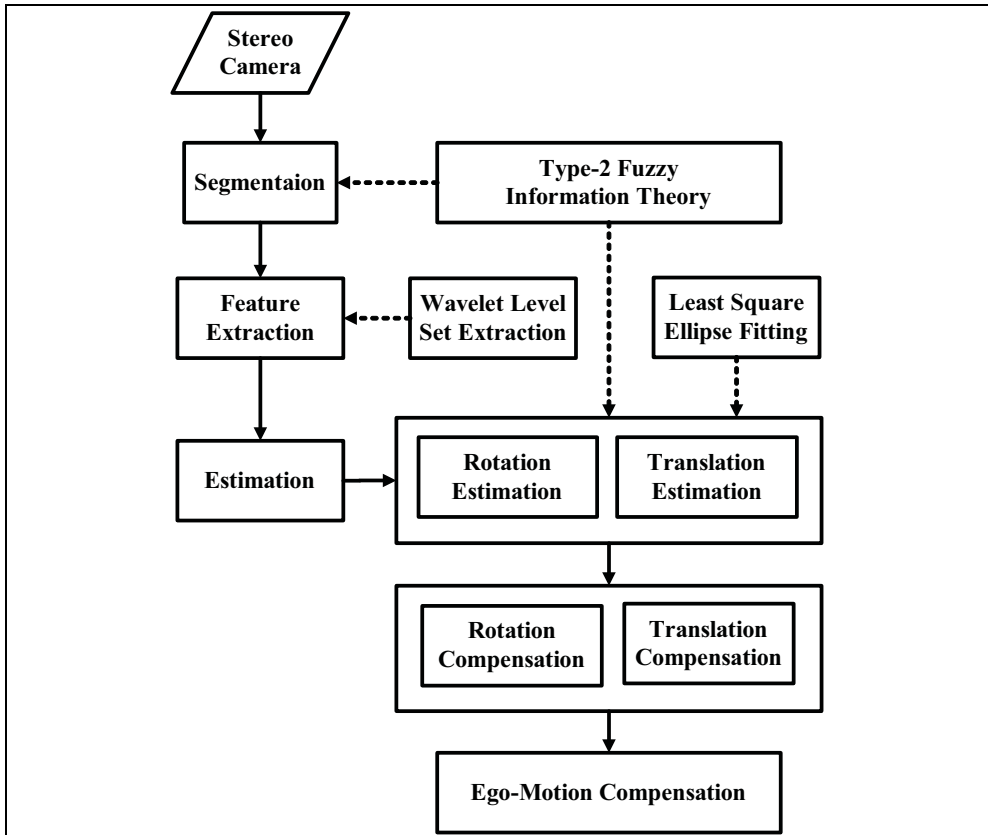 Stereo
Camera
Segmentaion
Type-2 Fuzzy
Information Theory
Feature
Extraction
Wavelet Level
Set Extraction
Least Square
Ellipse Fitting
Estimation
Rotation
Estimation
Translation
Estimation
Rotation
Compensation
Translation
Compensation
Ego-Motion Compensation